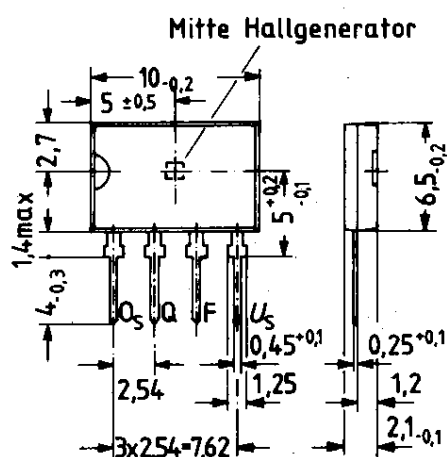 Mitte Hallgenerator
10-0,2
5 ±0,5
2,7
1,4max
4-0,3
5 +0,2 -0,1
6,5-0,2
OS Q F US
0,45+0,1
0,25+0,1
2,54
1,25
1,2
3x2,54=7,62
2,1-0,1